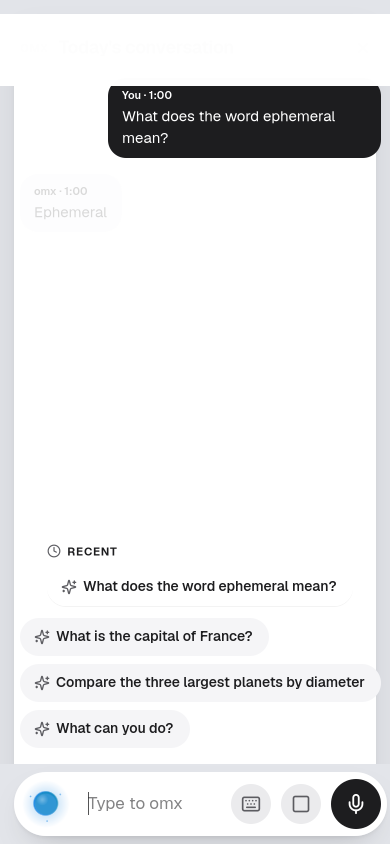 You · 1:00
What does the word ephemeral
mean?
omx · 1:00
Ephemeral
RECENT
What does the word ephemeral mean?
What is the capital of France?
Compare the three largest planets by diameter
What can you do?
Type to omx